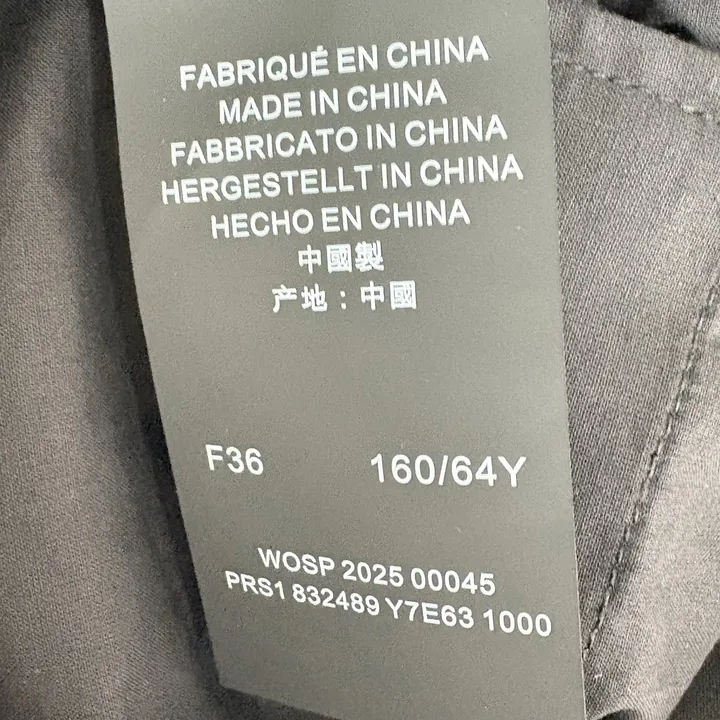 FABRIQUÉ EN CHINA
MADE IN CHINA
FABBRICATO IN CHINA
HERGESTELLT IN CHINA
HECHO EN CHINA
中國製
产地：中國
F36 160/64Y
WOSP 2025 00045
PRS1 832489 Y7E63 1000